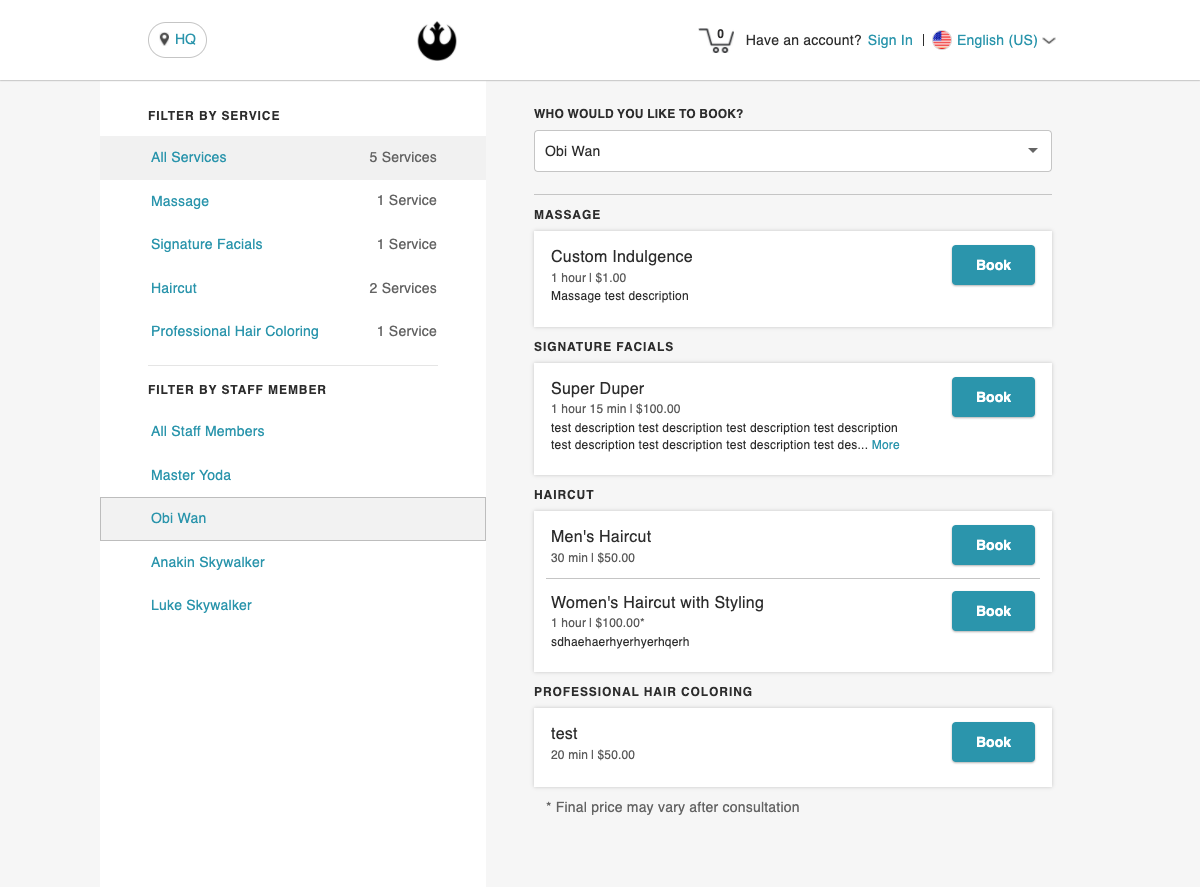 HQ
0
Have an account? Sign In | English (US)
FILTER BY SERVICE
All Services 5 Services
Massage 1 Service
Signature Facials 1 Service
Haircut 2 Services
Professional Hair Coloring 1 Service
FILTER BY STAFF MEMBER
All Staff Members
Master Yoda
Obi Wan
Anakin Skywalker
Luke Skywalker
WHO WOULD YOU LIKE TO BOOK?
Obi Wan
MASSAGE
Custom Indulgence
1 hour | $1.00
Massage test description
Book
SIGNATURE FACIALS
Super Duper
1 hour 15 min | $100.00
test description test description test description test description
test description test description test description test des... More
Book
HAIRCUT
Men's Haircut
30 min | $50.00
Book
Women's Haircut with Styling
1 hour | $100.00*
sdhaehaerhyerhyerhqerh
Book
PROFESSIONAL HAIR COLORING
test
20 min | $50.00
Book
* Final price may vary after consultation